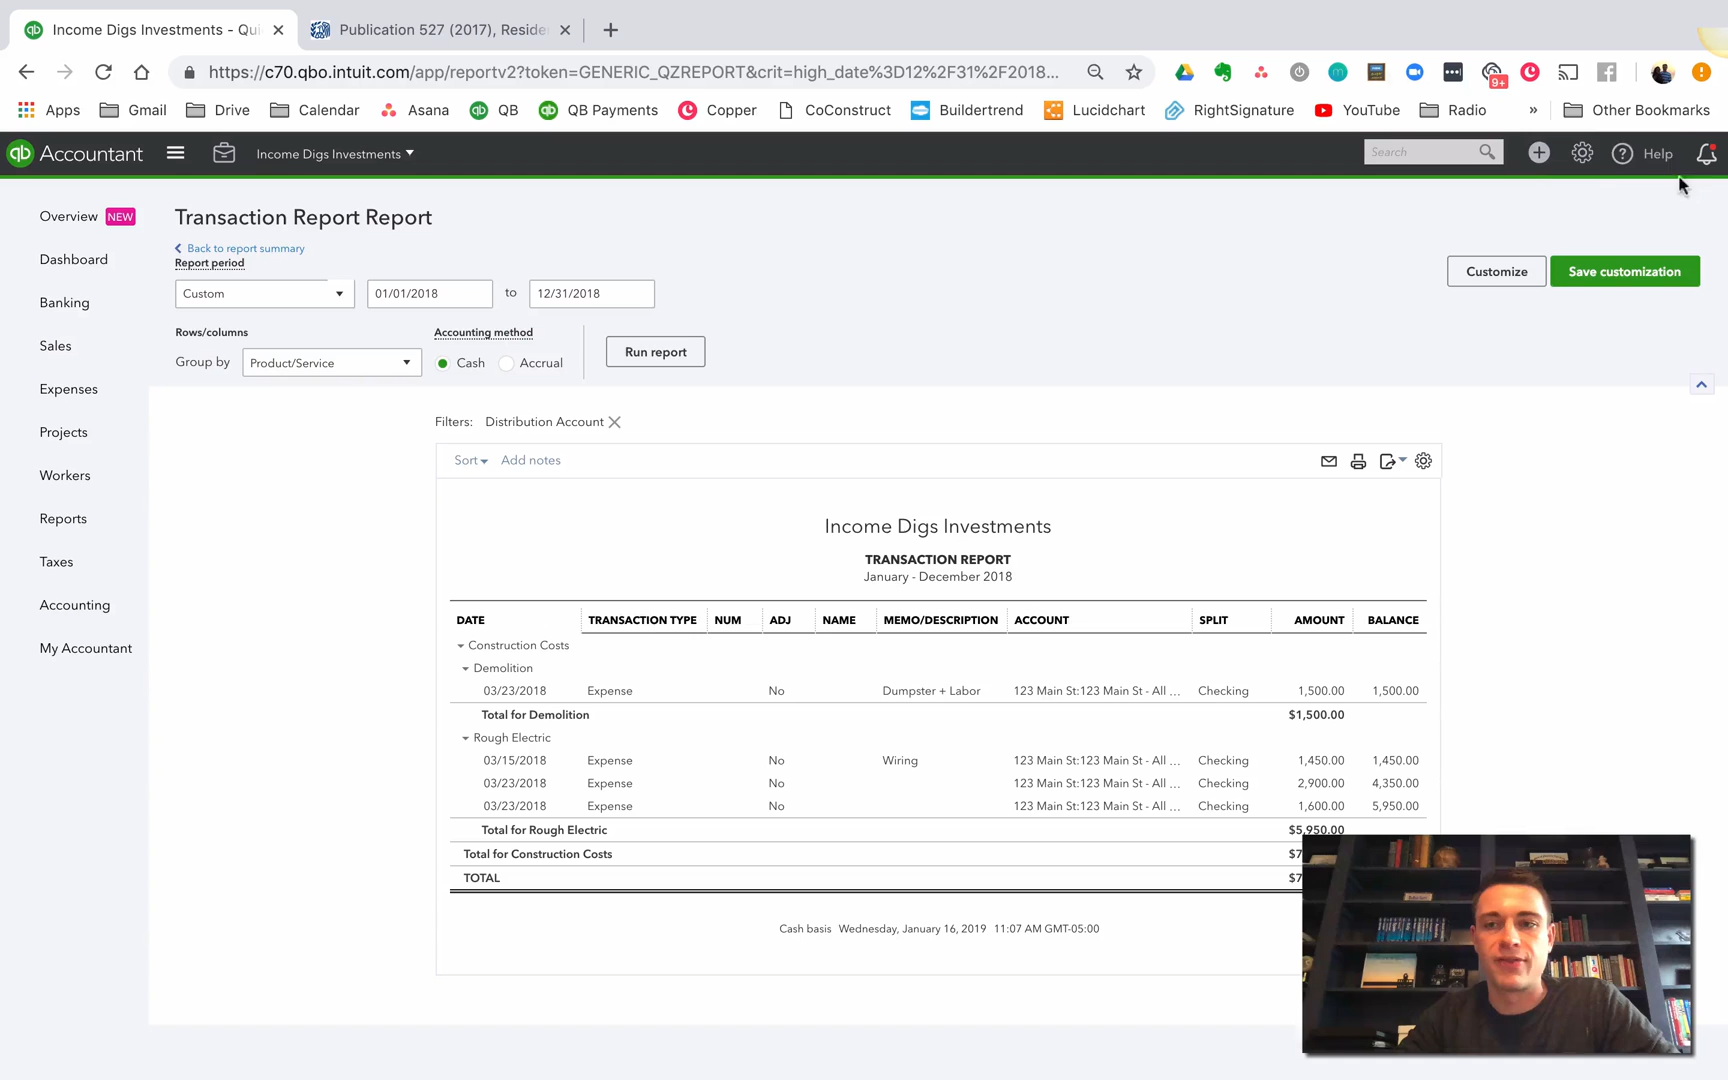 Income Digs Investments - Qui
Publication 527 (2017), Reside
https://c70.qbo.intuit.com/app/reportv2?token=GENERIC_QZREPORT&crit=high_date%3D12%2F31%2F2018...
9+
Apps Gmail Drive Calendar Asana QB QB Payments Copper CoConstruct Buildertrend Lucidchart RightSignature YouTube Radio » Other Bookmarks
qb Accountant Income Digs Investments Search Help
Overview NEW
Dashboard
Banking
Sales
Expenses
Projects
Workers
Reports
Taxes
Accounting
My Accountant
Transaction Report Report
Back to report summary
Report period
Custom 01/01/2018 to 12/31/2018
Customize Save customization
Rows/columns Accounting method
Group by Product/Service Cash Accrual Run report
Filters: Distribution Account
Sort Add notes
Income Digs Investments
TRANSACTION REPORT
January - December 2018
DATE TRANSACTION TYPE NUM ADJ NAME MEMO/DESCRIPTION ACCOUNT SPLIT AMOUNT BALANCE
Construction Costs
Demolition
03/23/2018 Expense No Dumpster + Labor 123 Main St:123 Main St - All ... Checking 1,500.00 1,500.00
Total for Demolition $1,500.00
Rough Electric
03/15/2018 Expense No Wiring 123 Main St:123 Main St - All ... Checking 1,450.00 1,450.00
03/23/2018 Expense No 123 Main St:123 Main St - All ... Checking 2,900.00 4,350.00
03/23/2018 Expense No 123 Main St:123 Main St - All ... Checking 1,600.00 5,950.00
Total for Rough Electric $5,950.00
Total for Construction Costs $7
TOTAL $7
Cash basis Wednesday, January 16, 2019 11:07 AM GMT-05:00